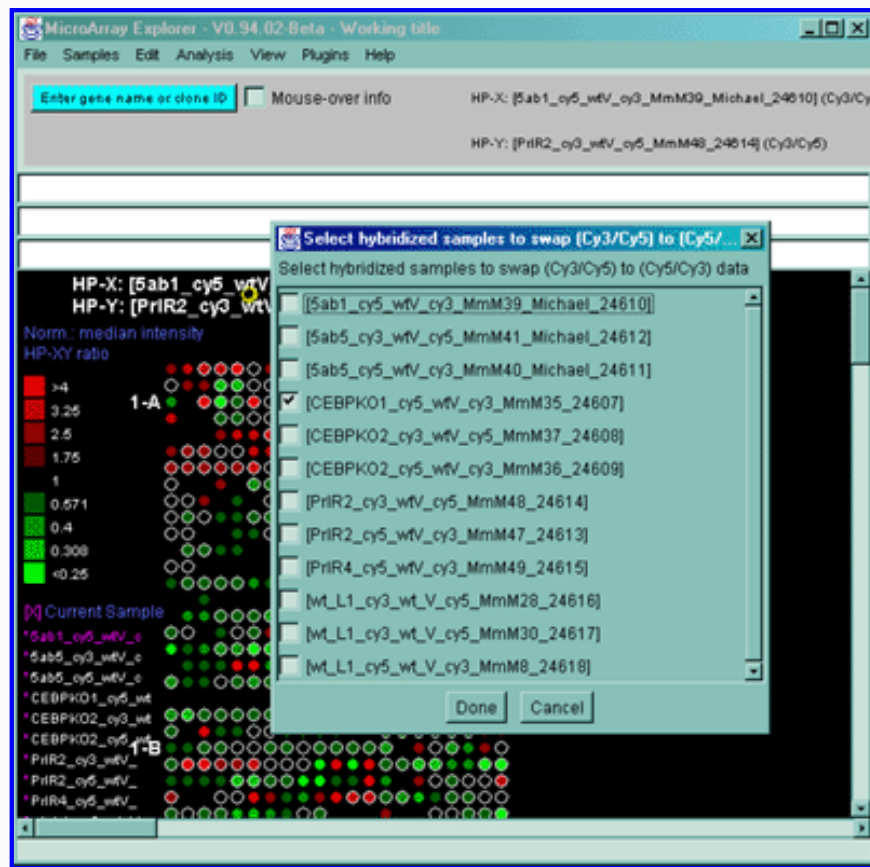 MicroArray Explorer - V0.94.02-Beta - Working title
File Samples Edit Analysis View Plugins Help
Enter gene name or clone ID Mouse-over info HP-X: [5ab1_cy5_wtV_cy3_MmM39_Michael_24610] (Cy3/Cy
HP-Y: [PrlR2_cy3_wtV_cy5_MmM48_24614] (Cy3/Cy5)
Select hybridized samples to swap (Cy3/Cy5) to (Cy5/...
Select hybridized samples to swap (Cy3/Cy5) to (Cy5/Cy3) data
[5ab1_cy5_wtV_cy3_MmM39_Michael_24610]
[5ab5_cy3_wtV_cy5_MmM41_Michael_24612]
[5ab5_cy5_wtV_cy3_MmM40_Michael_24611]
[CEBPKO1_cy5_wtV_cy3_MmM35_24607]
[CEBPKO2_cy3_wtV_cy5_MmM37_24608]
[CEBPKO2_cy5_wtV_cy3_MmM36_24609]
[PrlR2_cy3_wtV_cy5_MmM48_24614]
[PrlR2_cy5_wtV_cy3_MmM47_24613]
[PrlR4_cy5_wtV_cy3_MmM49_24615]
[wt_L1_cy3_wt_V_cy5_MmM28_24616]
[wt_L1_cy3_wt_V_cy5_MmM30_24617]
[wt_L1_cy5_wt_V_cy3_MmM8_24618]
Done Cancel
HP-X: [5ab1_cy5_wtV
HP-Y: [PrlR2_cy3_wtV
Norm.: median intensity
HP-XY ratio
>4
1-A
3.25
2.5
1.75
1
0.571
0.4
0.308
<0.25
[X] Current Sample
*5ab1_cy5_wtV_c
*5ab5_cy3_wtV_c
*5ab5_cy5_wtV_c
*CEBPKO1_cy5_wt
*CEBPKO2_cy3_wt
*CEBPKO2_cy5_wt
1-B
*PrlR2_cy3_wtV_
*PrlR2_cy5_wtV_
*PrlR4_cy5_wtV_